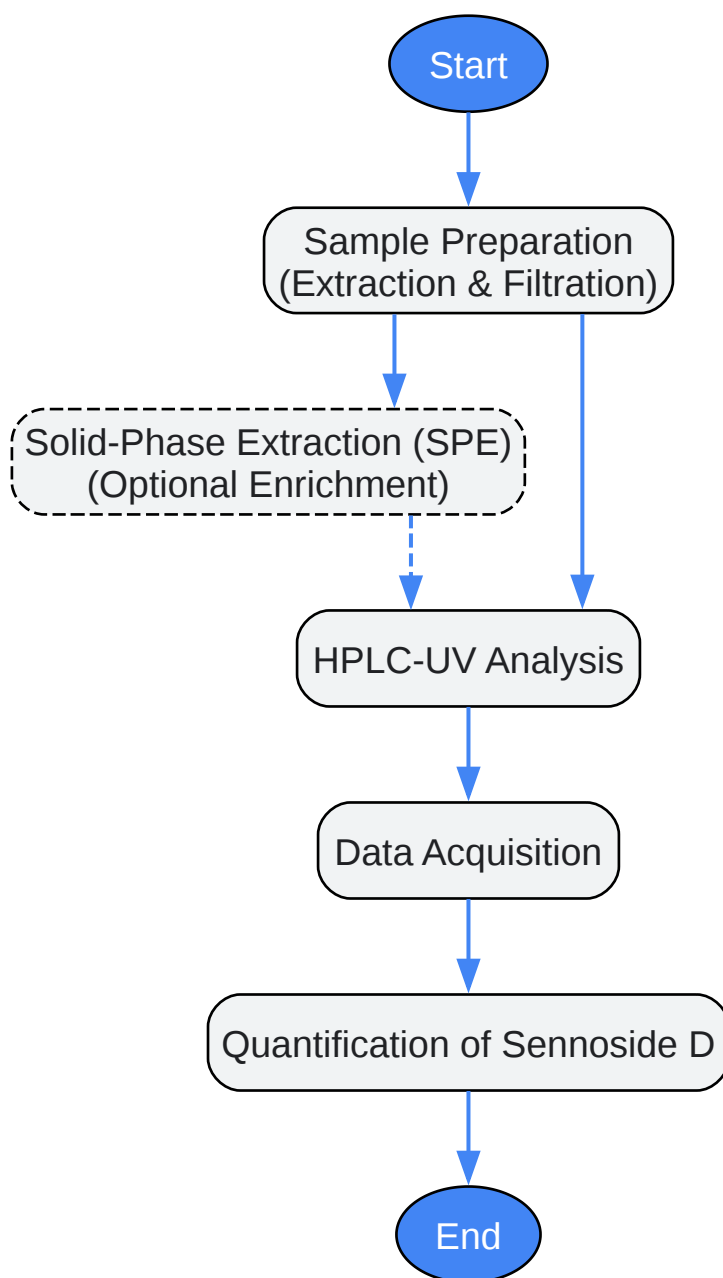 Start
Sample Preparation
(Extraction & Filtration)
Solid-Phase Extraction (SPE)
(Optional Enrichment)
HPLC-UV Analysis
Data Acquisition
Quantification of Sennoside D
End